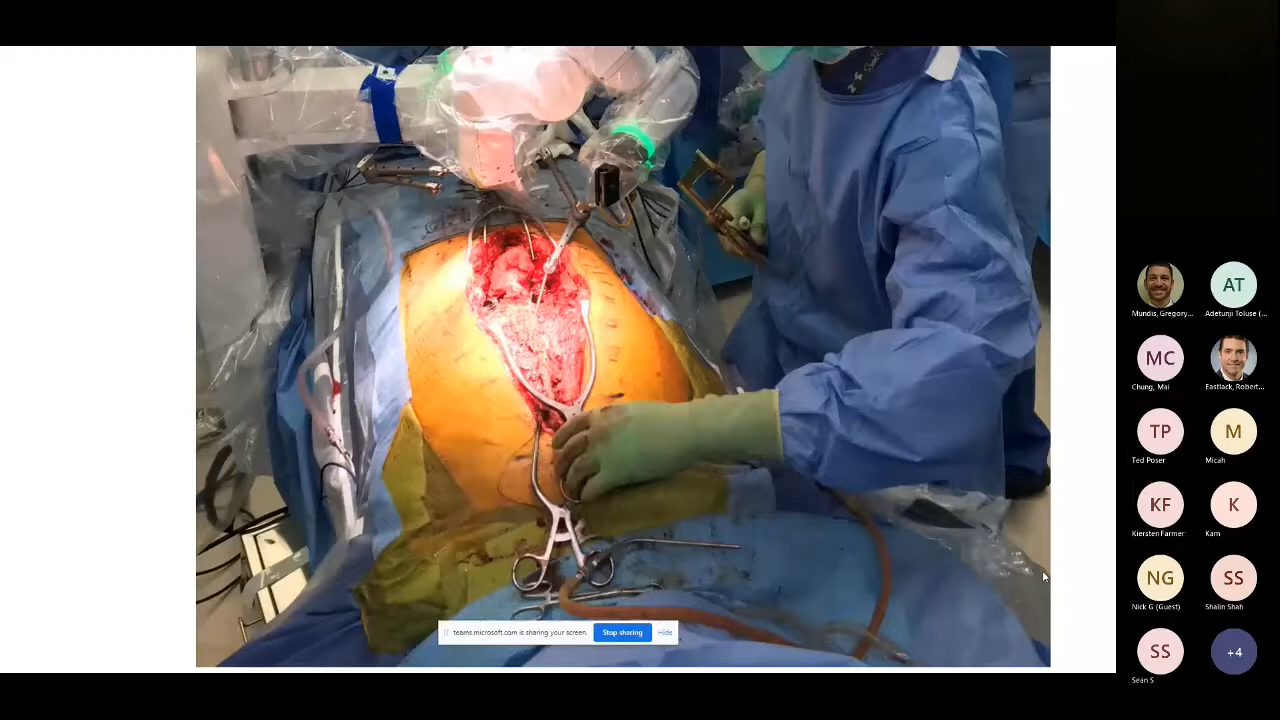 teams.microsoft.com is sharing your screen.
Stop sharing
Hide
Mundis, Gregory...
AT
Adetunji Toluse (...
MC
Chung, Mai
Eastlack, Robert...
TP
Ted Poser
M
Micah
KF
Kiersten Farmer
K
Kam
NG
Nick G (Guest)
SS
Shalin Shah
SS
Sean S
+4